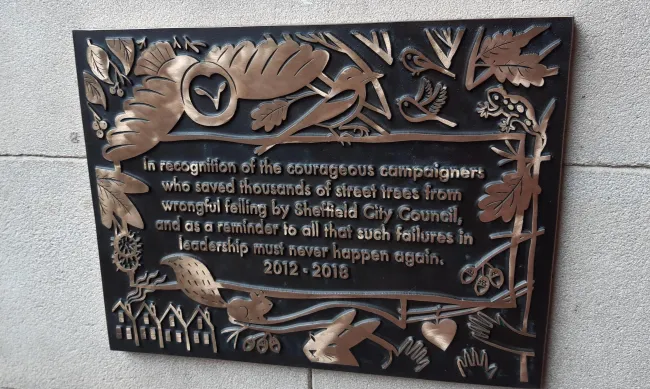 In recognition of the courageous campaigners
who saved thousands of street trees from
wrongful felling by Sheffield City Council,
and as a reminder to all that such failures in
leadership must never happen again.
2012 - 2018